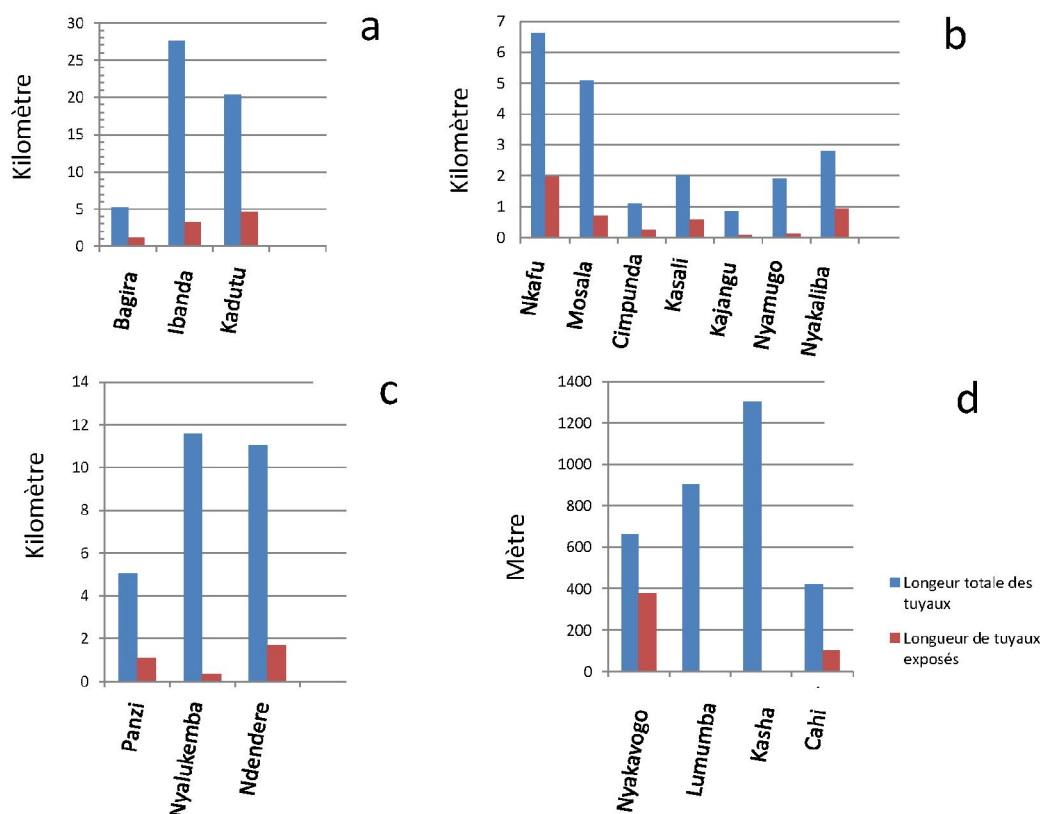 a
Kilomètre
30
25
20
15
10
5
0
Bagira
Ibanda
Kadutu
b
Kilomètre
7
6
5
4
3
2
1
0
Nkafu
Mosala
Cimpunda
Kasali
Kajangu
Nyamugo
Nyakaliba
c
Kilomètre
14
12
10
8
6
4
2
0
Panzi
Nyalukemba
Ndendere
d
Mètre
1400
1200
1000
800
600
400
200
0
Nyakavogo
Lumumba
Kasha
Cahi
Longeur totale des
tuyaux
Longueur de tuyaux
exposés